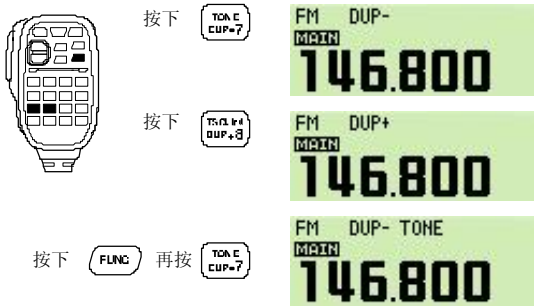 按下 TONE DUP-7
FM DUP-
MAIN
146.800
按下 DUP+8
FM DUP+
MAIN
146.800
按下 FUNC 再按 TONE DUP-7
FM DUP- TONE
MAIN
146.800